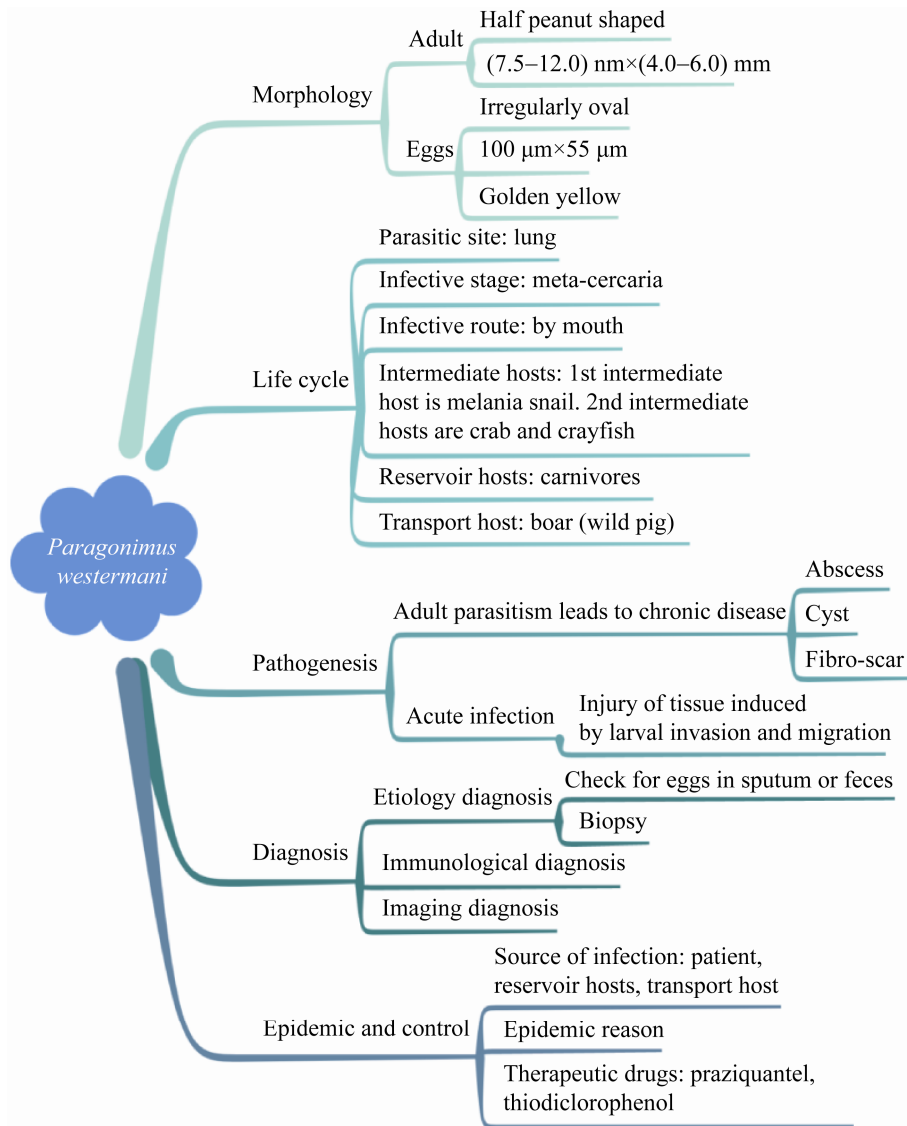 Half peanut shaped
Adult
(7.5–12.0) nm×(4.0–6.0) mm
Morphology
Irregularly oval
Eggs
100 μm×55 μm
Golden yellow
Parasitic site: lung
Infective stage: meta-cercaria
Infective route: by mouth
Life cycle
Intermediate hosts: 1st intermediate
host is melania snail. 2nd intermediate
hosts are crab and crayfish
Reservoir hosts: carnivores
Transport host: boar (wild pig)
Paragonimus
westermani
Abscess
Adult parasitism leads to chronic disease
Cyst
Fibro-scar
Pathogenesis
Acute infection
Injury of tissue induced
by larval invasion and migration
Etiology diagnosis
Check for eggs in sputum or feces
Biopsy
Diagnosis
Immunological diagnosis
Imaging diagnosis
Source of infection: patient,
reservoir hosts, transport host
Epidemic and control
Epidemic reason
Therapeutic drugs: praziquantel,
thiodiclorophenol